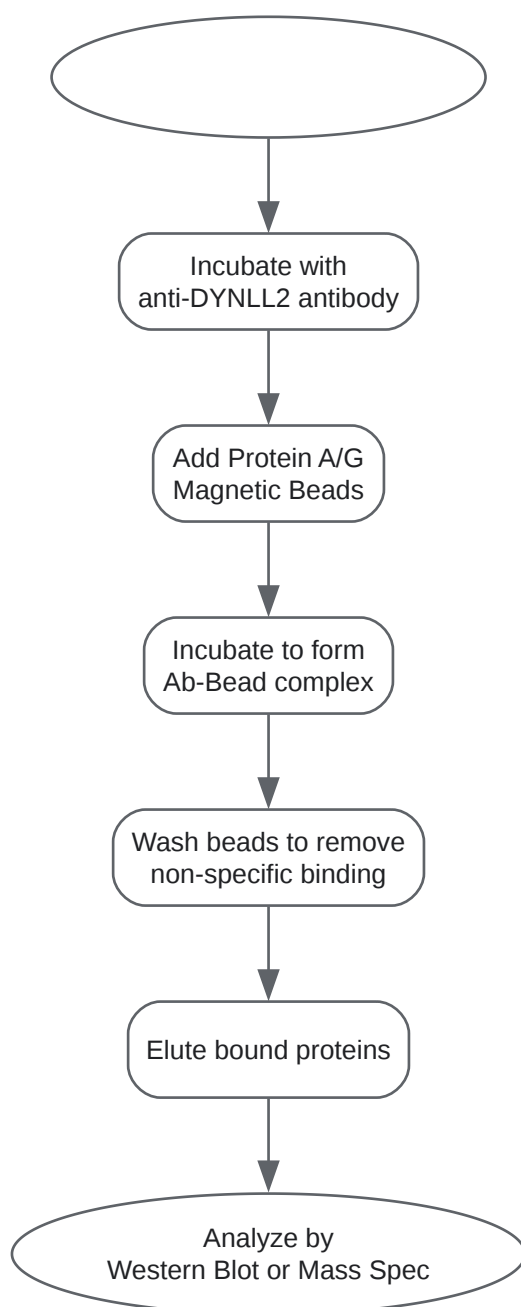 Incubate with
anti-DYNLL2 antibody
Add Protein A/G
Magnetic Beads
Incubate to form
Ab-Bead complex
Wash beads to remove
non-specific binding
Elute bound proteins
Analyze by
Western Blot or Mass Spec